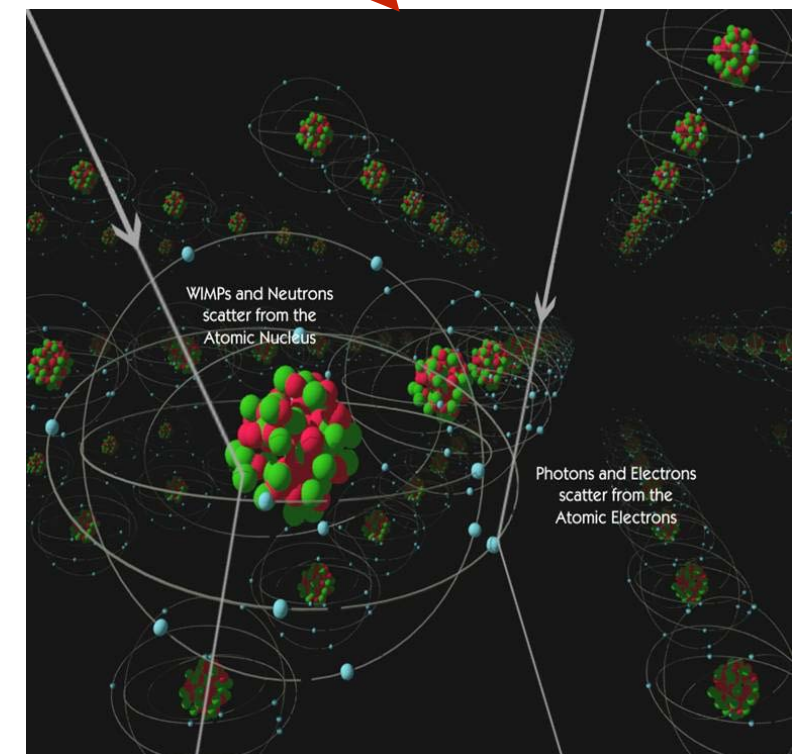 WIMPs and Neutrons
scatter from the
Atomic Nucleus
Photons and Electrons
scatter from the
Atomic Electrons